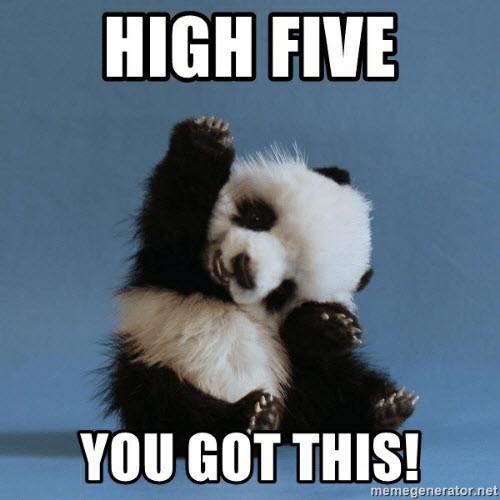 HIGH FIVE
YOU GOT THIS!
memegenerator.net